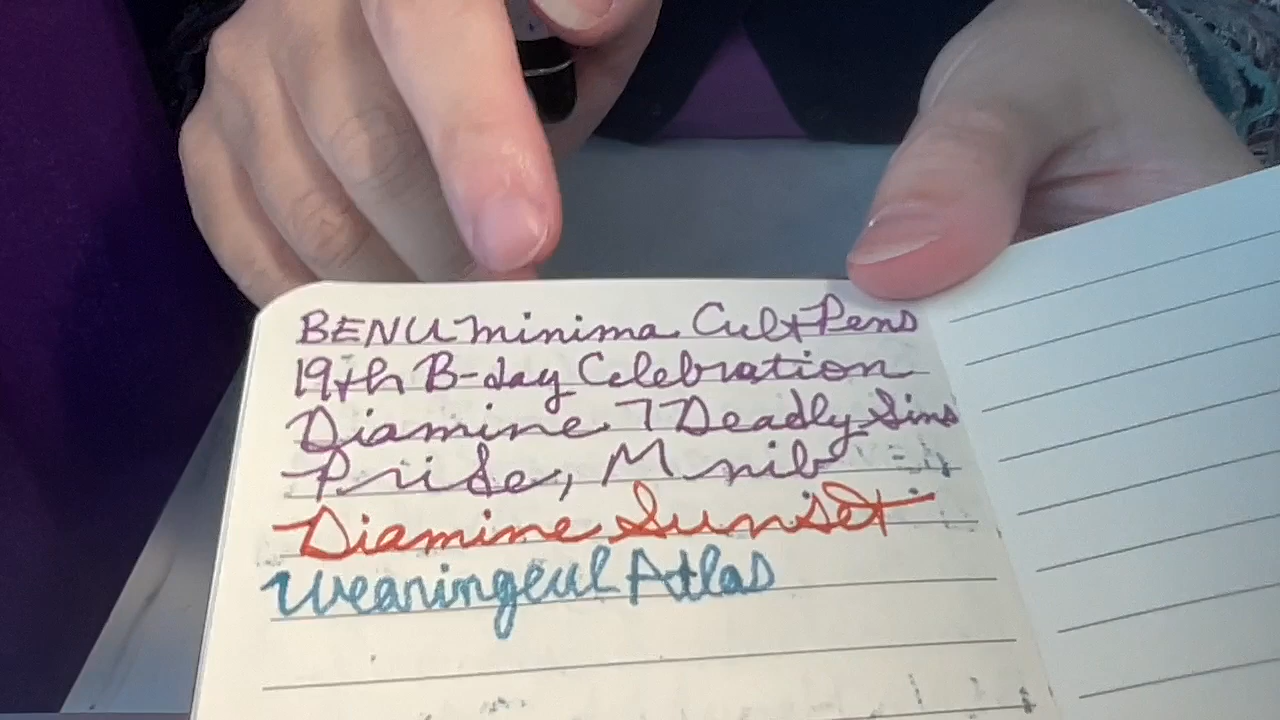 BENU minima Cult Pens
19th B-day Celebration
Diamine 7 Deadly Sins
Pride, M nib
Diamine Sunset
Weaningeul Atlas